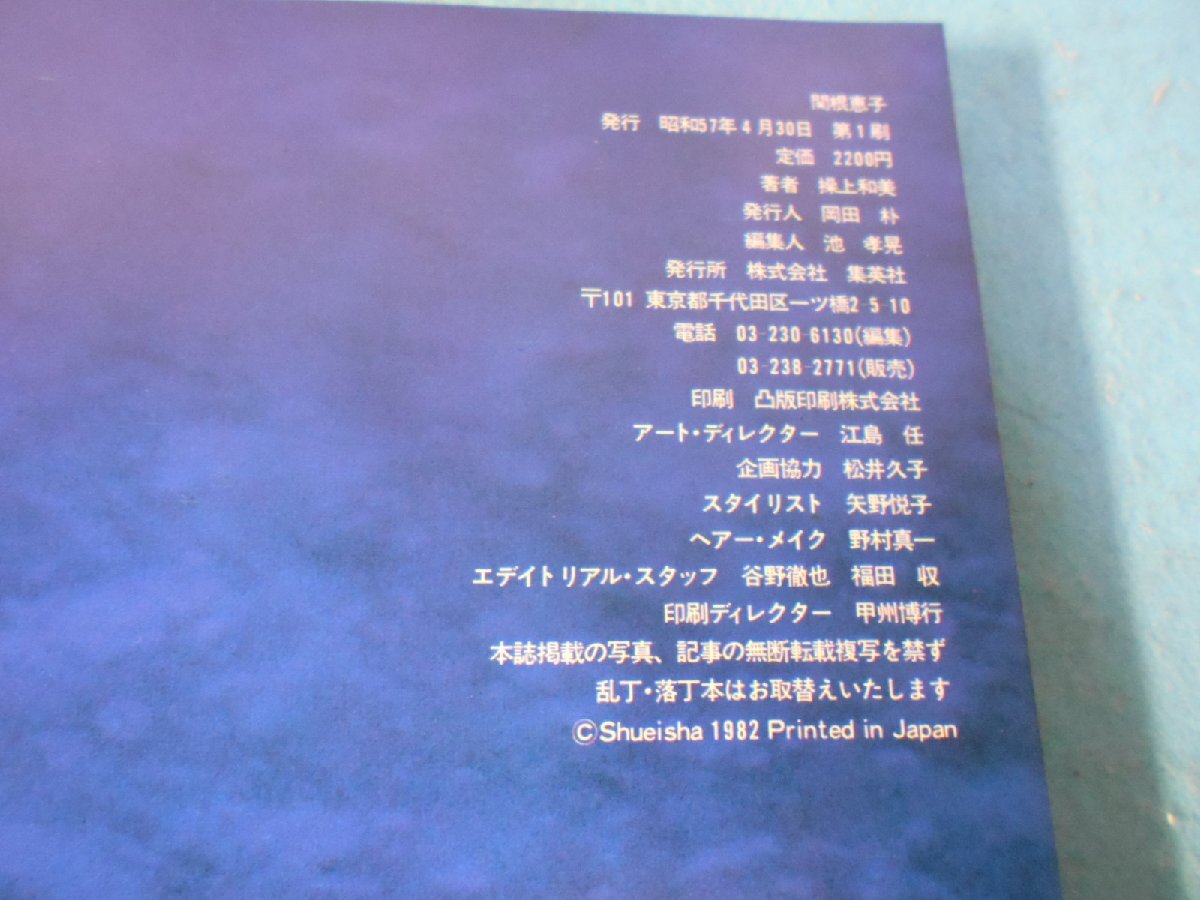 関根恵子
発行 昭和57年4月30日 第1刷
定価 2200円
著者 操上和美
発行人 岡田 朴
編集人 池 孝晃
発行所 株式会社 集英社
〒101 東京都千代田区一ツ橋2-5-10
電話 03-230-6130(編集)
03-238-2771(販売)
印刷 凸版印刷株式会社
アート・ディレクター 江島 任
企画協力 松井久子
スタイリスト 矢野悦子
ヘアー・メイク 野村真一
エデイトリアル・スタッフ 谷野徹也 福田 収
印刷ディレクター 甲州博行
本誌掲載の写真、記事の無断転載複写を禁ず
乱丁・落丁本はお取替えいたします
©Shueisha 1982 Printed in Japan